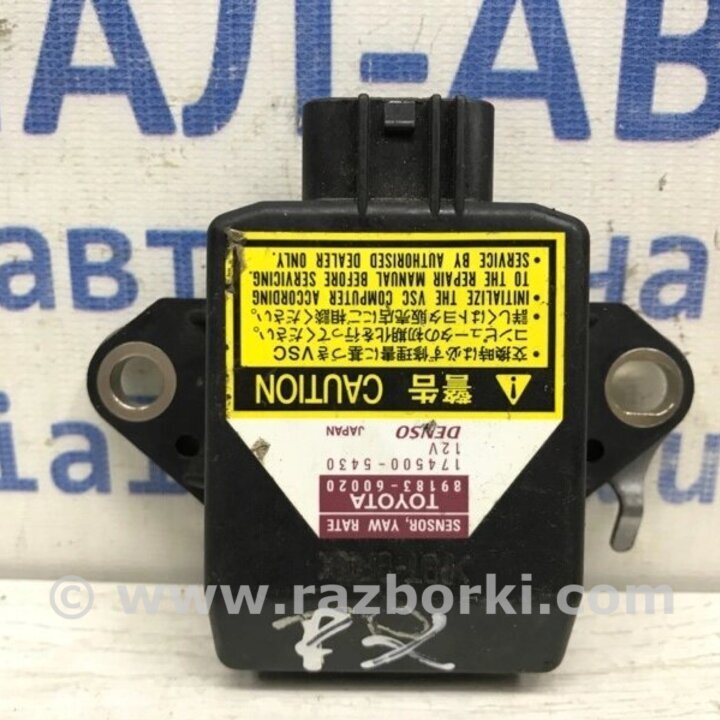 АЛ-АВ
авт
на
ial
SENSOR, YAW RATE
TOYOTA
89183-60020
174500-5430
12V
DENSO JAPAN
警告 CAUTION
• 交換時は必ず修理書に基づきVSC
コンピュータの初期化を行ってください。
• 詳しくはトヨタ販売店にご相談ください。
• INITIALIZE THE VSC COMPUTER ACCORDING
TO THE REPAIR MANUAL BEFORE SERVICING.
• SERVICE BY AUTHORISED DEALER ONLY.
© www.razborki.com